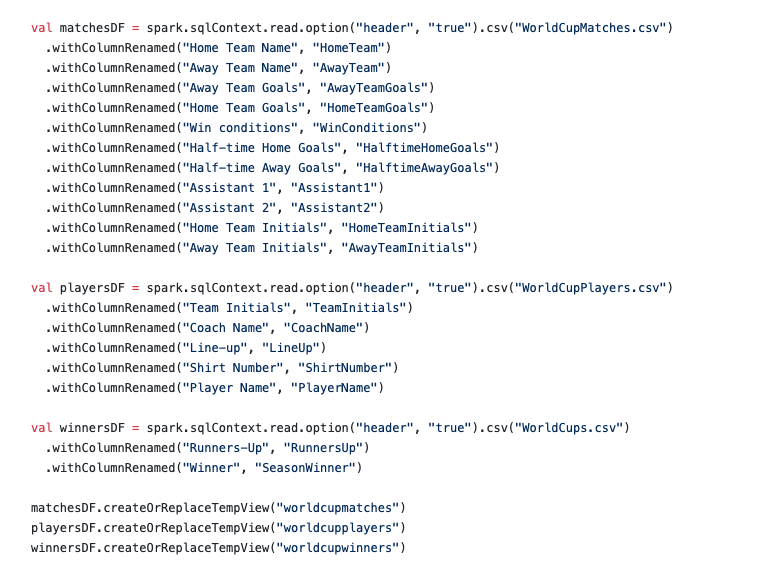 val matchesDF = spark.sqlContext.read.option("header", "true").csv("WorldCupMatches.csv")
  .withColumnRenamed("Home Team Name", "HomeTeam")
  .withColumnRenamed("Away Team Name", "AwayTeam")
  .withColumnRenamed("Away Team Goals", "AwayTeamGoals")
  .withColumnRenamed("Home Team Goals", "HomeTeamGoals")
  .withColumnRenamed("Win conditions", "WinConditions")
  .withColumnRenamed("Half-time Home Goals", "HalftimeHomeGoals")
  .withColumnRenamed("Half-time Away Goals", "HalftimeAwayGoals")
  .withColumnRenamed("Assistant 1", "Assistant1")
  .withColumnRenamed("Assistant 2", "Assistant2")
  .withColumnRenamed("Home Team Initials", "HomeTeamInitials")
  .withColumnRenamed("Away Team Initials", "AwayTeamInitials")

val playersDF = spark.sqlContext.read.option("header", "true").csv("WorldCupPlayers.csv")
  .withColumnRenamed("Team Initials", "TeamInitials")
  .withColumnRenamed("Coach Name", "CoachName")
  .withColumnRenamed("Line-up", "LineUp")
  .withColumnRenamed("Shirt Number", "ShirtNumber")
  .withColumnRenamed("Player Name", "PlayerName")

val winnersDF = spark.sqlContext.read.option("header", "true").csv("WorldCups.csv")
  .withColumnRenamed("Runners-Up", "RunnersUp")
  .withColumnRenamed("Winner", "SeasonWinner")

matchesDF.createOrReplaceTempView("worldcupmatches")
playersDF.createOrReplaceTempView("worldcupplayers")
winnersDF.createOrReplaceTempView("worldcupwinners")